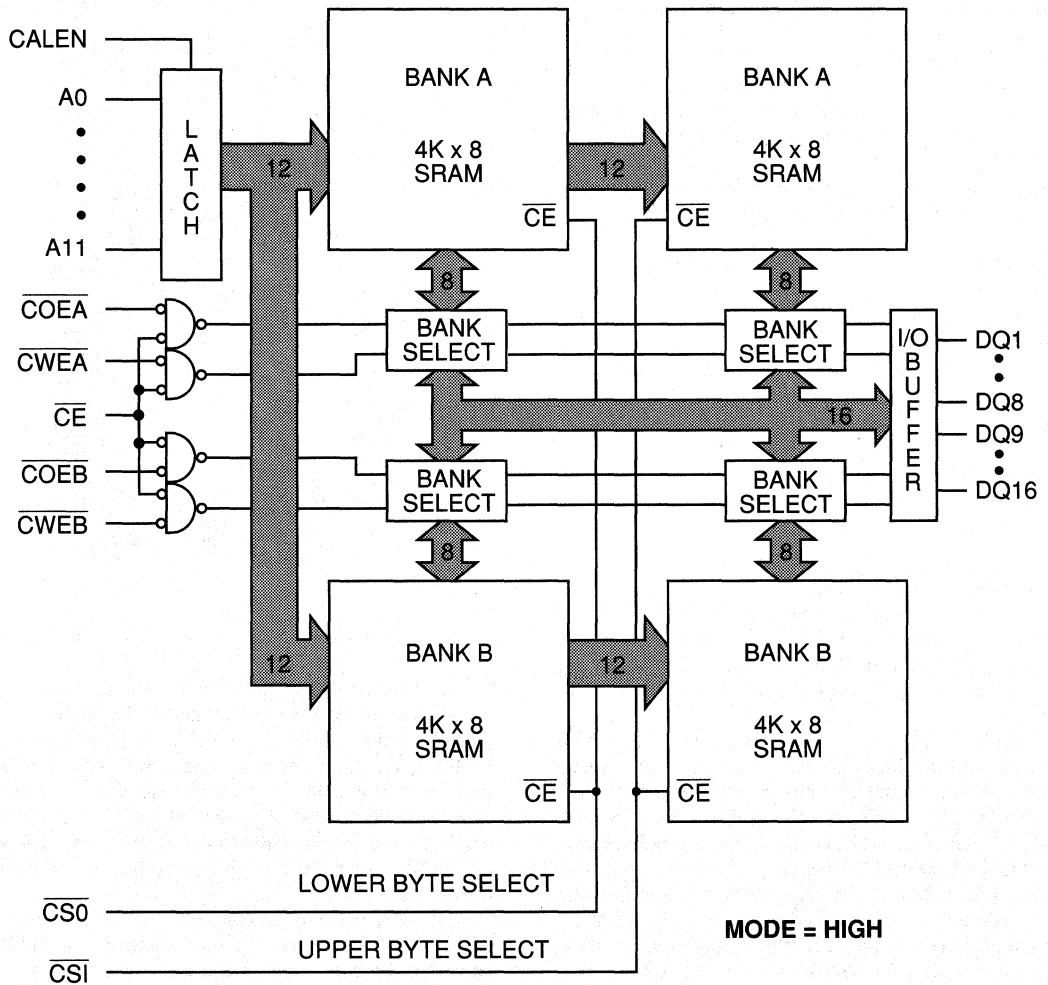 CALEN
A0
A11
LATCH
12
BANK A
4K x 8
SRAM
CE
12
BANK A
4K x 8
SRAM
CE
8
8
COEA
CWEA
CE
COEB
CWEB
BANK
SELECT
BANK
SELECT
16
BANK
SELECT
BANK
SELECT
I/O
BUFFER
DQ1
DQ8
DQ9
DQ16
8
8
12
BANK B
4K x 8
SRAM
CE
12
BANK B
4K x 8
SRAM
CE
LOWER BYTE SELECT
CS0
UPPER BYTE SELECT
CSI
MODE = HIGH